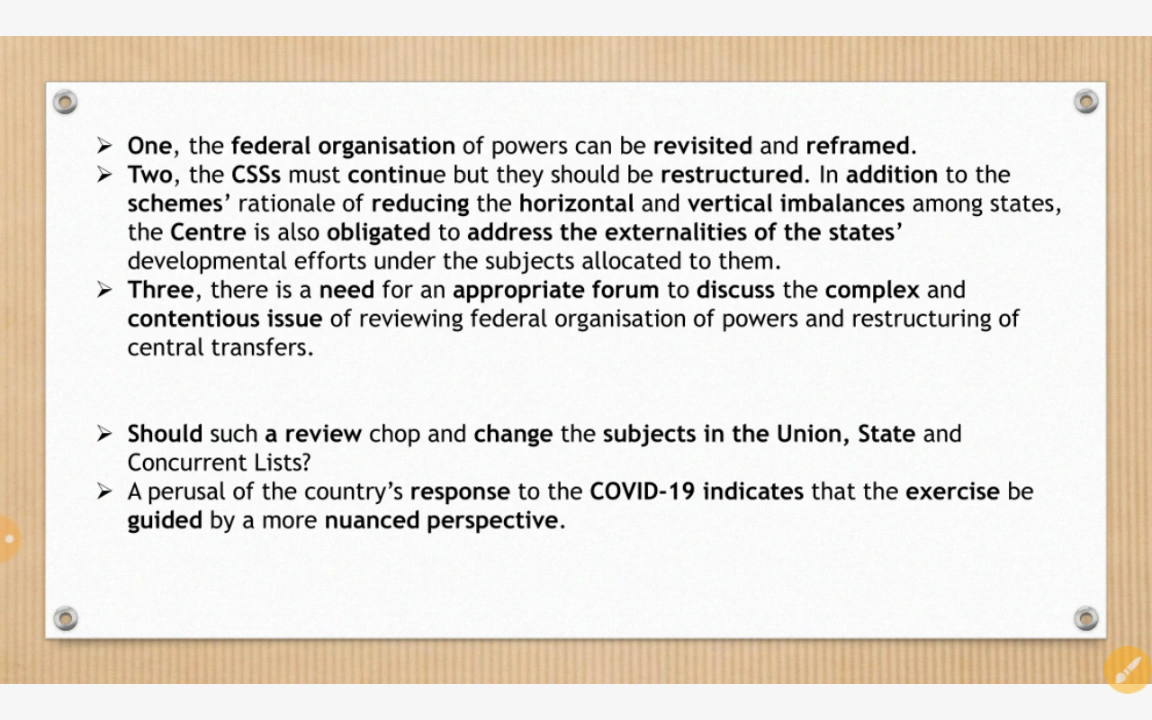 ➢ One, the federal organisation of powers can be revisited and reframed.
➢ Two, the CSSs must continue but they should be restructured. In addition to the
schemes’ rationale of reducing the horizontal and vertical imbalances among states,
the Centre is also obligated to address the externalities of the states’
developmental efforts under the subjects allocated to them.
➢ Three, there is a need for an appropriate forum to discuss the complex and
contentious issue of reviewing federal organisation of powers and restructuring of
central transfers.
➢ Should such a review chop and change the subjects in the Union, State and
Concurrent Lists?
➢ A perusal of the country’s response to the COVID-19 indicates that the exercise be
guided by a more nuanced perspective.